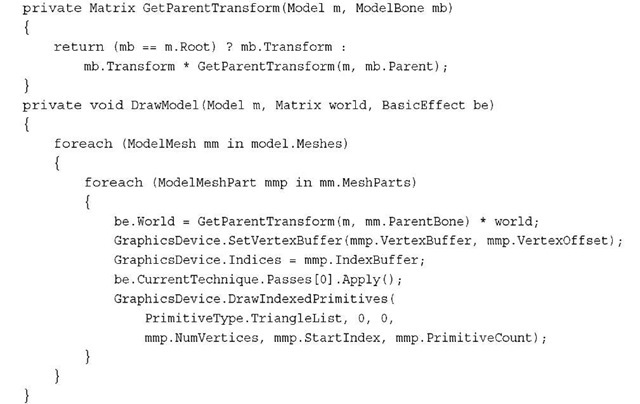 private Matrix GetParentTransform(Model m, ModelBone mb)
{
    return (mb == m.Root) ? mb.Transform :
        mb.Transform * GetParentTransform(m, mb.Parent);
}
private void DrawModel(Model m, Matrix world, BasicEffect be)
{
    foreach (ModelMesh mm in model.Meshes)
    {
        foreach (ModelMeshPart mmp in mm.MeshParts)
        {
            be.World = GetParentTransform(m, mm.ParentBone) * world;
            GraphicsDevice.SetVertexBuffer(mmp.VertexBuffer, mmp.VertexOffset);
            GraphicsDevice.Indices = mmp.IndexBuffer;
            be.CurrentTechnique.Passes[0].Apply();
            GraphicsDevice.DrawIndexedPrimitives(
                PrimitiveType.TriangleList, 0, 0,
                mmp.NumVertices, mmp.StartIndex, mmp.PrimitiveCount);
        }
    }
}